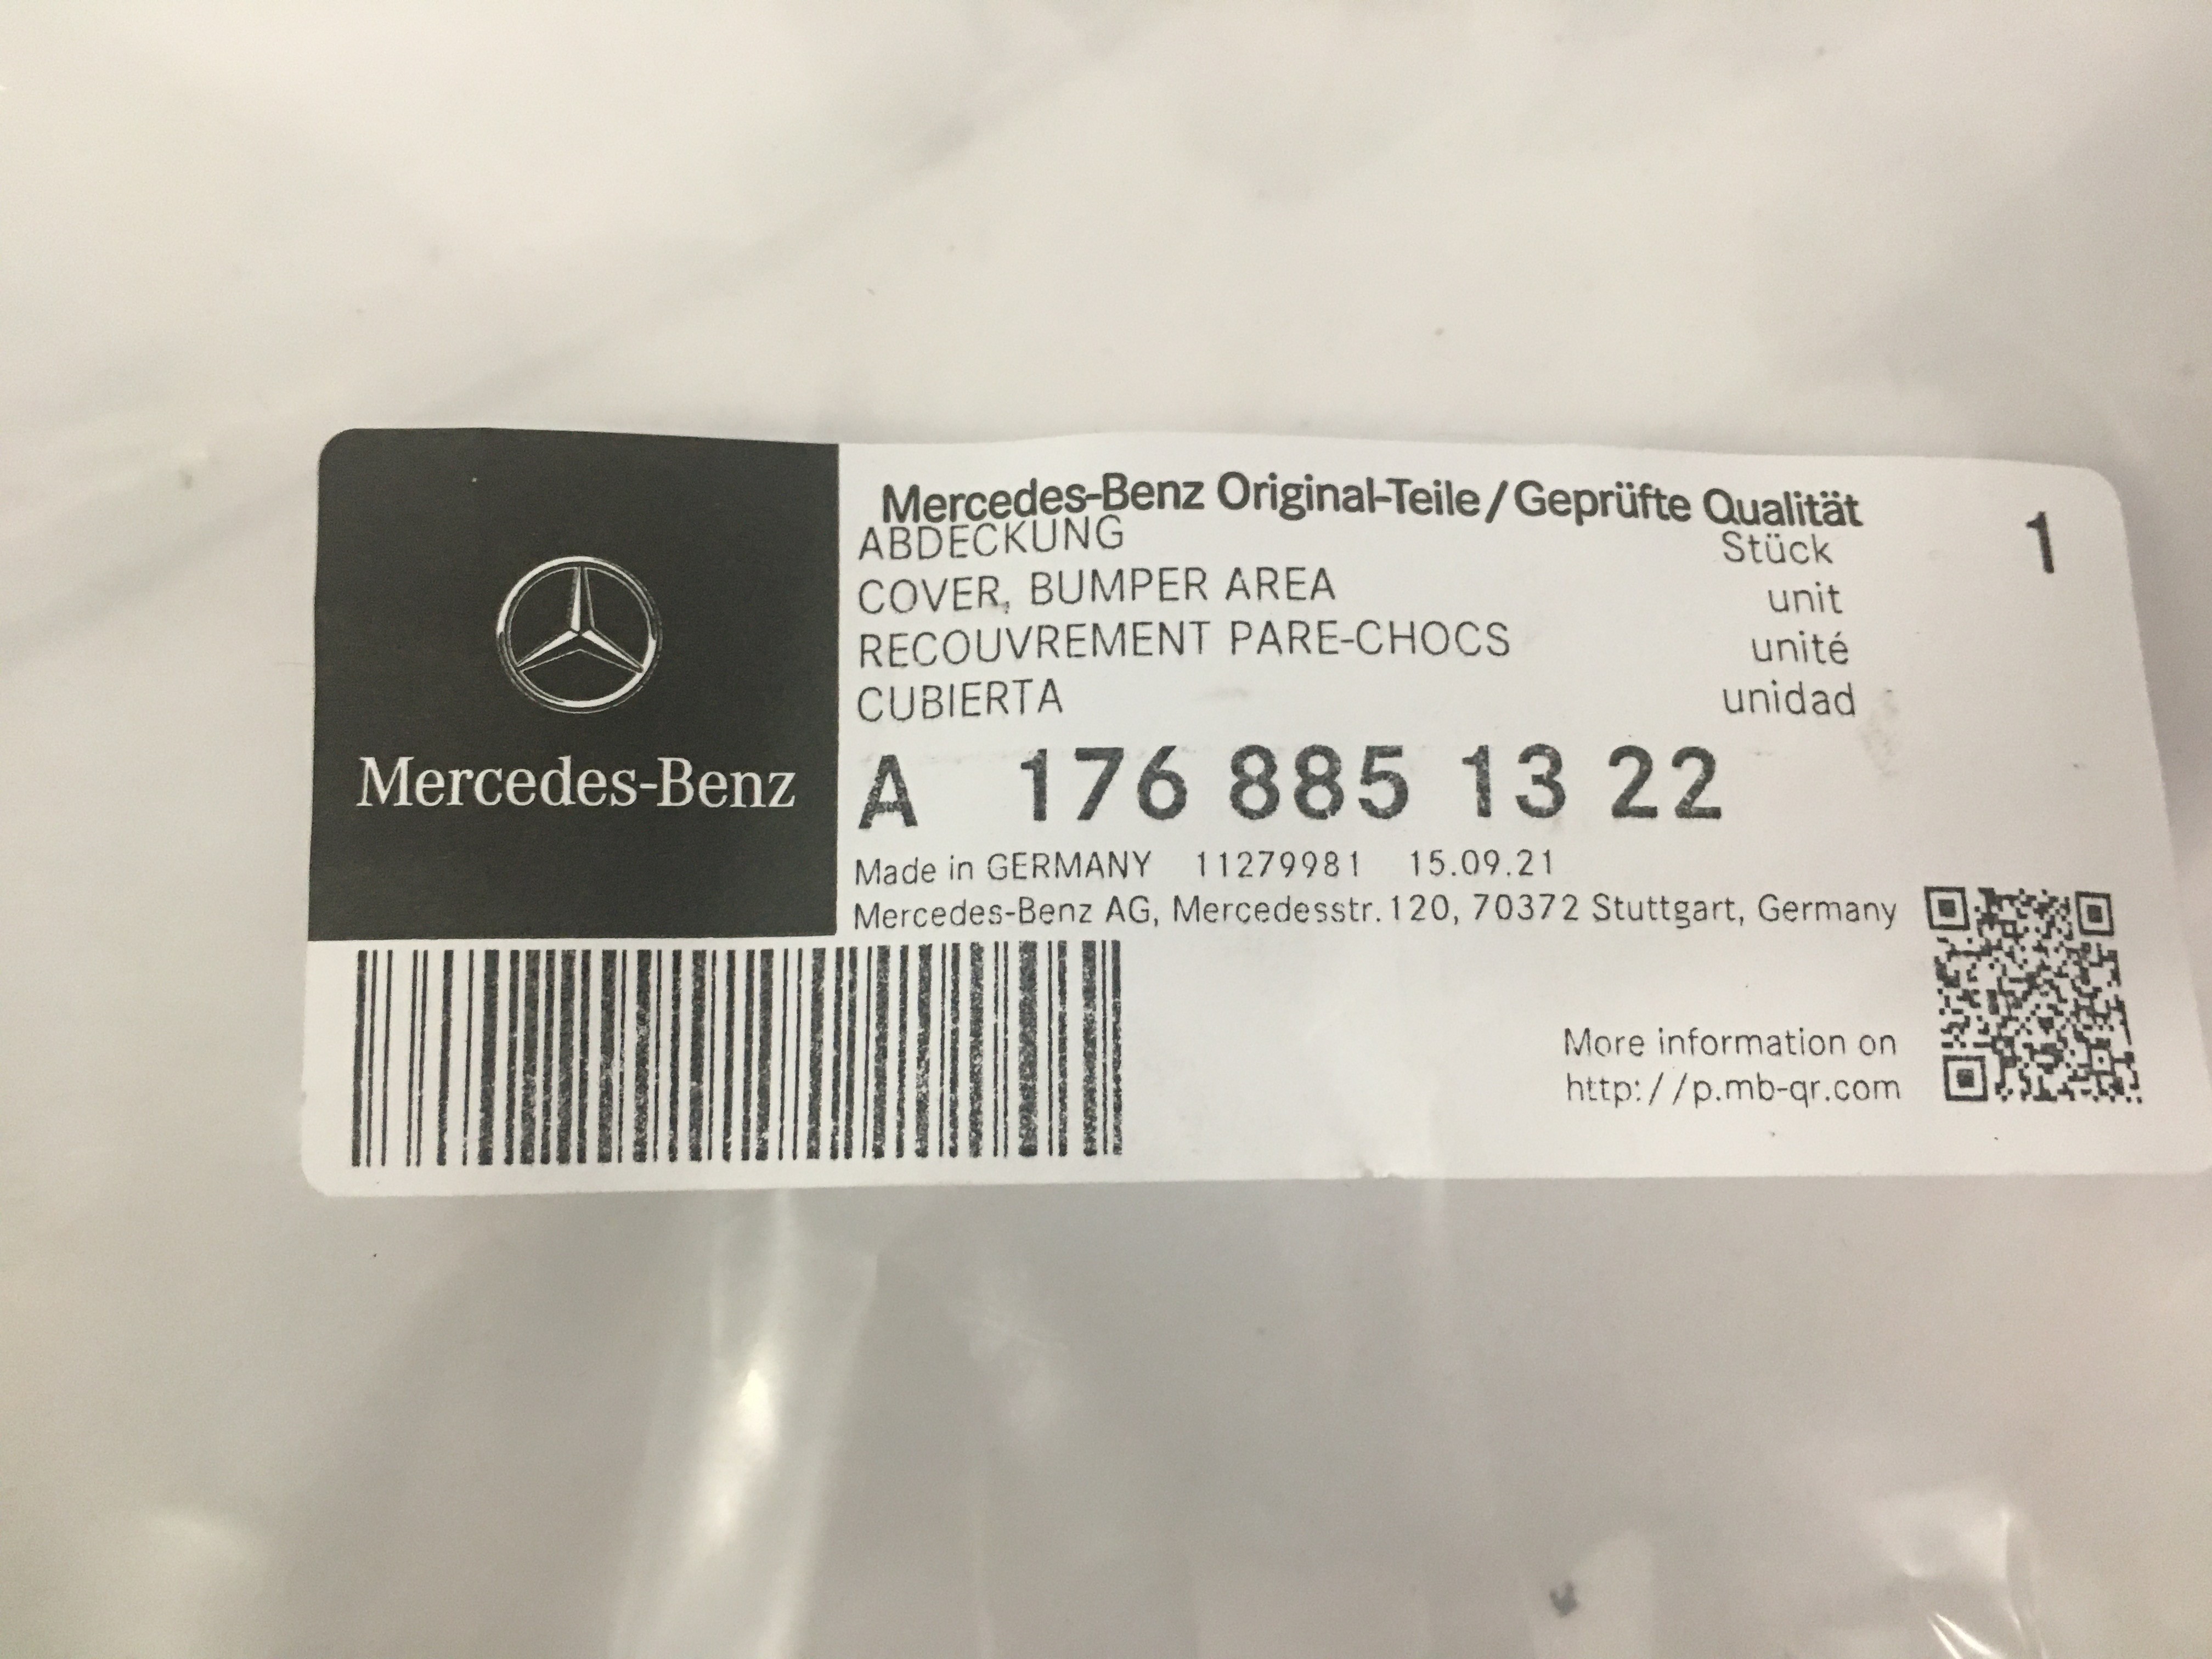 Mercedes-Benz
Mercedes-Benz Original-Teile/Geprüfte Qualität
ABDECKUNG Stück 1
COVER, BUMPER AREA unit
RECOUVREMENT PARE-CHOCS unité
CUBIERTA unidad
A 176 885 13 22
Made in GERMANY 11279981 15.09.21
Mercedes-Benz AG, Mercedesstr. 120, 70372 Stuttgart, Germany
More information on
http://p.mb-qr.com